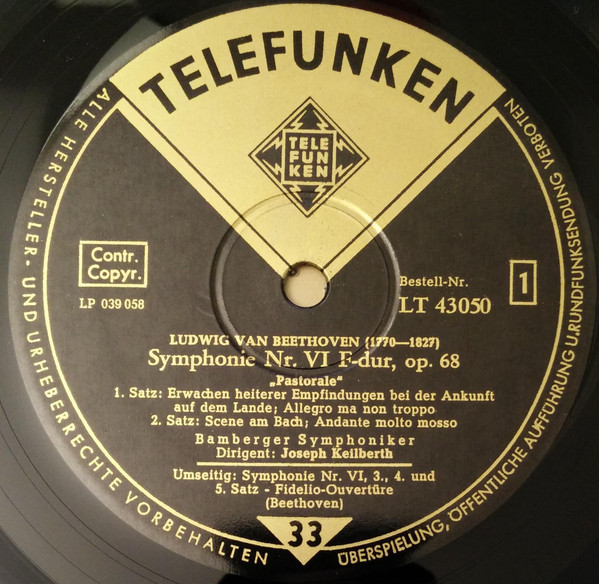 TELEFUNKEN
TELE
FUN
KEN
ALLE HERSTELLER- UND URHEBERRECHTE VORBEHALTEN
ÜBERSPIELUNG, ÖFFENTLICHE AUFFÜHRUNG U.RUNDFUNKSENDUNG VERBOTEN
Contr.
Copyr.
LP 039 058
Bestell-Nr.
LT 43050
1
LUDWIG VAN BEETHOVEN (1770—1827)
Symphonie Nr. VI F-dur, op. 68
„Pastorale"
1. Satz: Erwachen heiterer Empfindungen bei der Ankunft
auf dem Lande; Allegro ma non troppo
2. Satz: Scene am Bach; Andante molto mosso
Bamberger Symphoniker
Dirigent: Joseph Keilberth
Umseitig: Symphonie Nr. VI, 3., 4. und
5. Satz - Fidelio-Ouvertüre
(Beethoven)
33